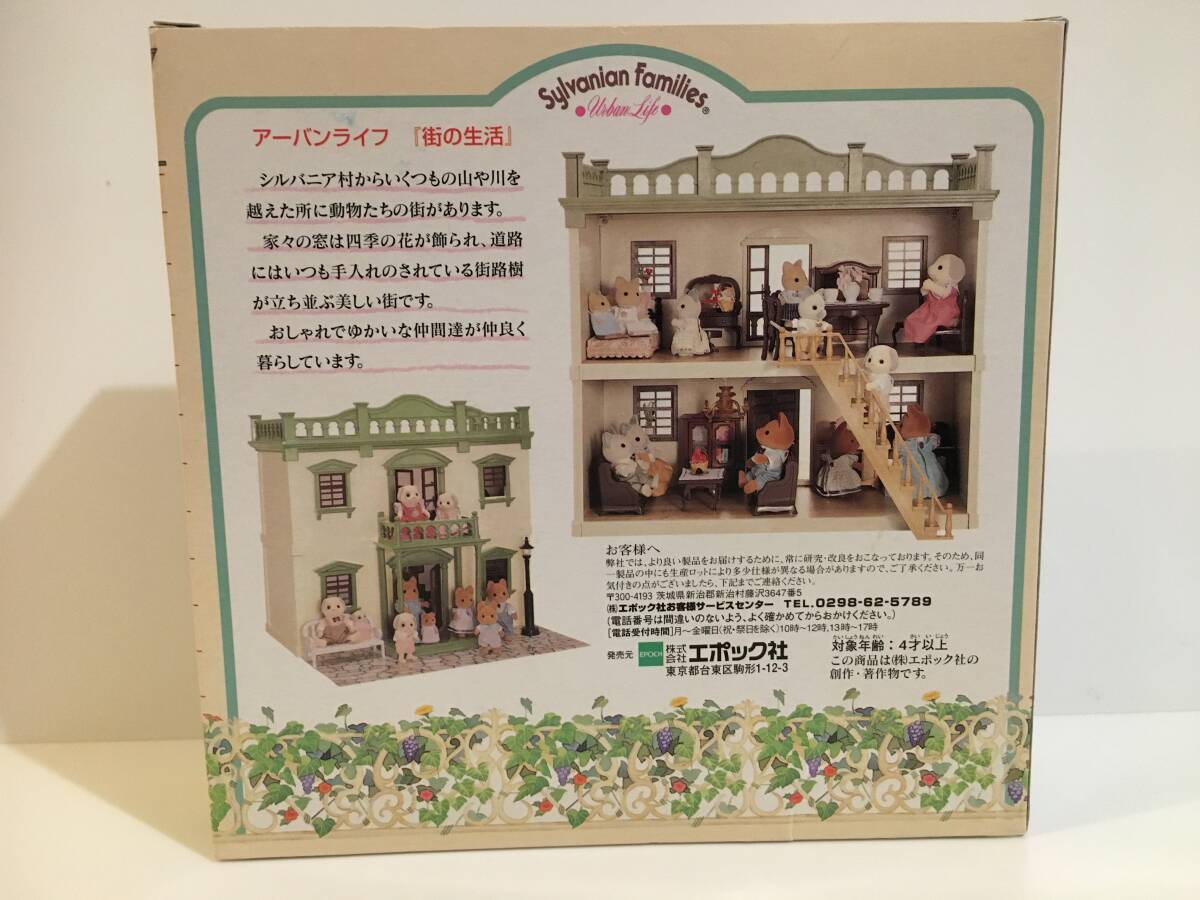 Sylvanian Families®
Urban Life
アーバンライフ 『街の生活』
シルバニア村からいくつもの山や川を
越えた所に動物たちの街があります。
家々の窓は四季の花が飾られ、道路
にはいつも手入れのされている街路樹
が立ち並ぶ美しい街です。
おしゃれでゆかいな仲間達が仲良く
暮らしています。
お客様へ
弊社では、より良い製品をお届けするために、常に研究・改良をおこなっております。そのため、同
一製品の中にも生産ロットにより多少仕様が異なる場合がありますので、ご了承ください。万一お
気付きの点がございましたら、下記までご連絡ください。
〒300-4193 茨城県新治郡新治村藤沢3647番5
㈱エポック社お客様サービスセンター TEL.0298-62-5789
(電話番号は間違いのないよう、よく確かめてからおかけください。)
[電話受付時間]月〜金曜日(祝・祭日を除く)10時〜12時,13時〜17時
発売元 EPOCH 株式会社 エポック社
東京都台東区駒形1-12-3
たいしょうねんれい さいいじょう
対象年齢：4才以上
この商品は㈱エポック社の
創作・著作物です。